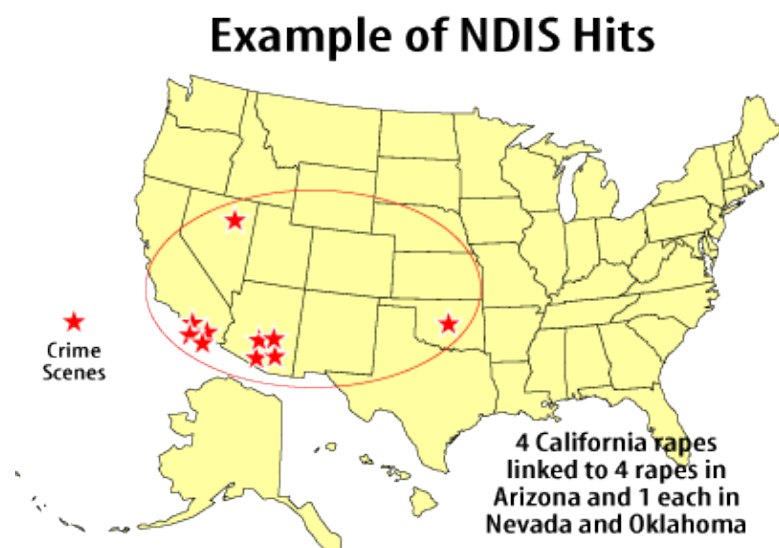 Example of NDIS Hits
Crime
Scenes
4 California rapes
linked to 4 rapes in
Arizona and 1 each in
Nevada and Oklahoma